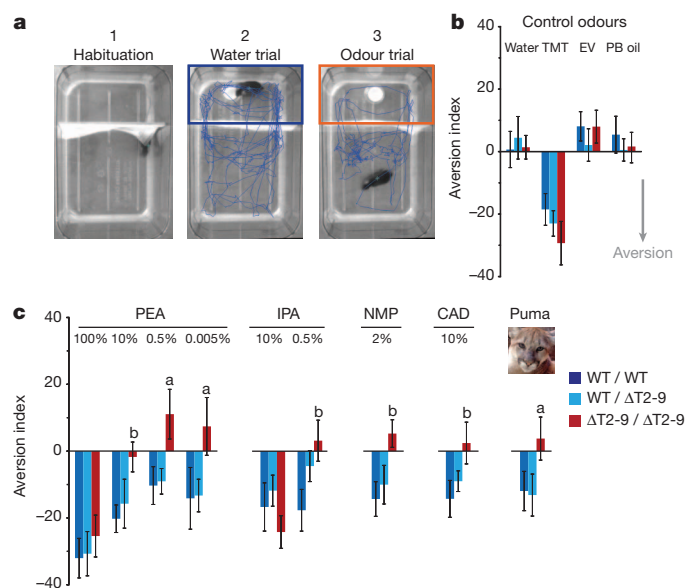 a
1
Habituation
2
Water trial
3
Odour trial
b
Control odours
Water TMT EV PB oil
Aversion index
40
20
0
−20
−40
Aversion
c
PEA
100% 10% 0.5% 0.005%
IPA
10% 0.5%
NMP
2%
CAD
10%
Puma
Aversion index
40
20
0
−20
−40
b
a
a
b
b
b
a
WT / WT
WT / ΔT2-9
ΔT2-9 / ΔT2-9